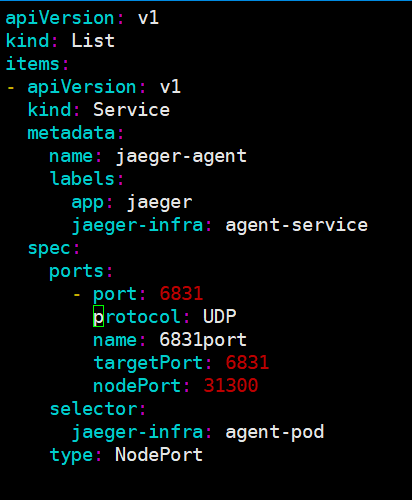 apiVersion: v1
kind: List
items:
- apiVersion: v1
  kind: Service
  metadata:
    name: jaeger-agent
    labels:
      app: jaeger
      jaeger-infra: agent-service
  spec:
    ports:
      - port: 6831
        protocol: UDP
        name: 6831port
        targetPort: 6831
        nodePort: 31300
    selector:
      jaeger-infra: agent-pod
    type: NodePort